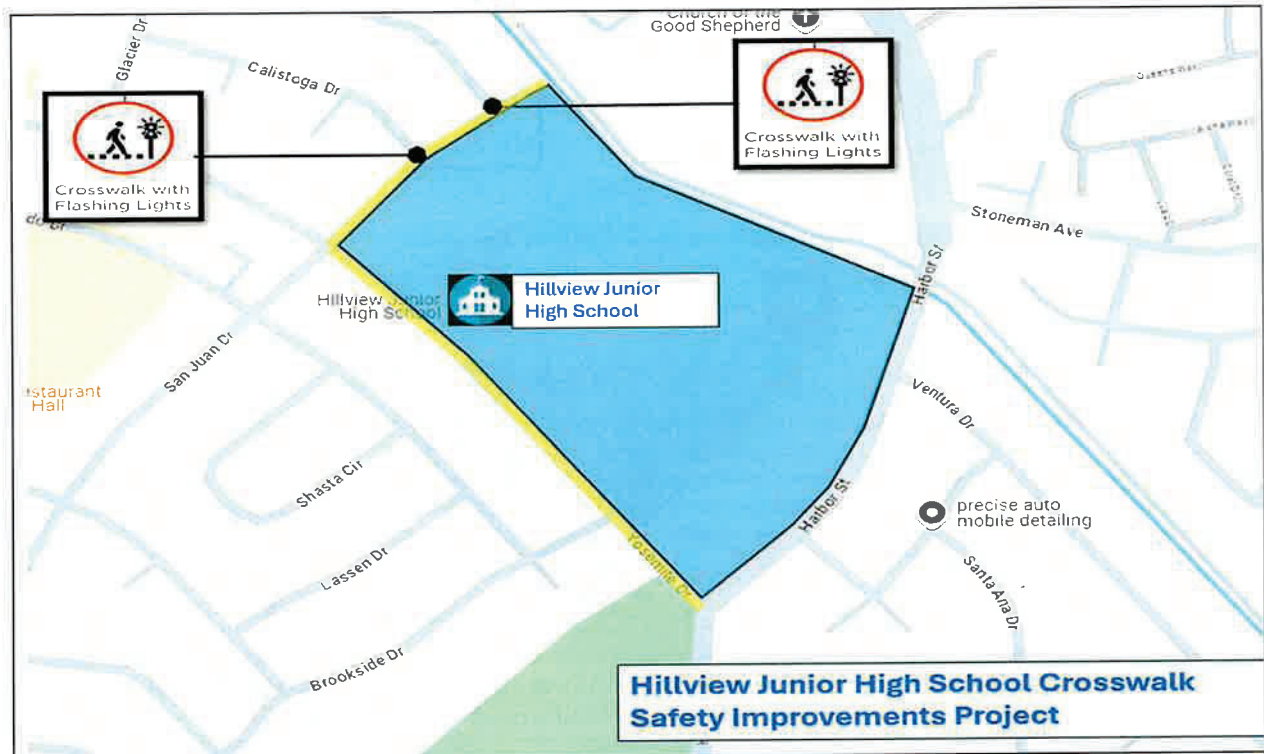 Church of the
Good Shepherd
Glacier Dr
Calistoga Dr
Crosswalk with
Flashing Lights
Crosswalk with
Flashing Lights
Stoneman Ave
Harbor St
Hillview Junior
High School
Hillview Junior
High School
San Juan Dr
Hall
Ventura Dr
Shasta Cir
Harbor St
precise auto
mobile detailing
Yosemite Dr
Lassen Dr
Santa Ana Dr
Brookside Dr
Hillview Junior High School Crosswalk
Safety Improvements Project